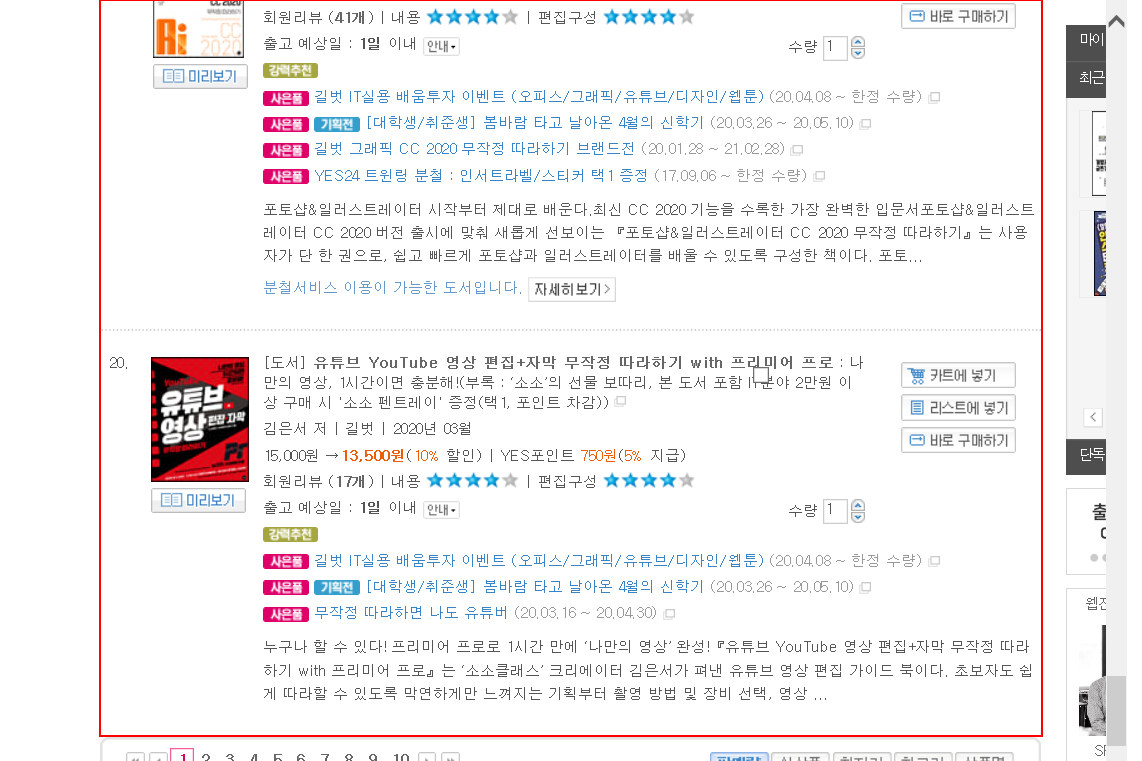 CC 2020
Ai
CC
2020
미리보기
회원리뷰 (41개) | 내용 ★★★★★ | 편집구성 ★★★★★
바로 구매하기
출고 예상일 : 1일 이내 안내
수량 1
강력추천
사은품 길벗 IT실용 배움투자 이벤트 (오피스/그래픽/유튜브/디자인/웹툰) (20.04.08 ~ 한정 수량)
사은품 기획전 [대학생/취준생] 봄바람 타고 날아온 4월의 신학기 (20.03.26 ~ 20.05.10)
사은품 길벗 그래픽 CC 2020 무작정 따라하기 브랜드전 (20.01.28 ~ 21.02.28)
사은품 YES24 트윈링 분철 : 인서트라벨/스티커 택1 증정 (17.09.06 ~ 한정 수량)
포토샵&일러스트레이터 시작부터 제대로 배운다.최신 CC 2020 기능을 수록한 가장 완벽한 입문서포토샵&일러스트
레이터 CC 2020 버전 출시에 맞춰 새롭게 선보이는 『포토샵&일러스트레이터 CC 2020 무작정 따라하기』는 사용
자가 단 한 권으로, 쉽고 빠르게 포토샵과 일러스트레이터를 배울 수 있도록 구성한 책이다. 포토...
분철서비스 이용이 가능한 도서입니다. 자세히보기>
20.
YouTube
유튜브
영상 편집 자막
Pr
미리보기
[도서] 유튜브 YouTube 영상 편집+자막 무작정 따라하기 with 프리미어 프로 : 나
만의 영상, 1시간이면 충분해!(부록 : ‘소소’의 선물 보따리, 본 도서 포함 IT분야 2만원 이
상 구매 시 '소소 펜트레이' 증정(택1, 포인트 차감))
카트에 넣기
리스트에 넣기
바로 구매하기
김은서 저 | 길벗 | 2020년 03월
15,000원 → 13,500원(10% 할인) | YES포인트 750원(5% 지급)
회원리뷰 (17개) | 내용 ★★★★★ | 편집구성 ★★★★★
출고 예상일 : 1일 이내 안내
수량 1
강력추천
사은품 길벗 IT실용 배움투자 이벤트 (오피스/그래픽/유튜브/디자인/웹툰) (20.04.08 ~ 한정 수량)
사은품 기획전 [대학생/취준생] 봄바람 타고 날아온 4월의 신학기 (20.03.26 ~ 20.05.10)
사은품 무작정 따라하면 나도 유튜버 (20.03.16 ~ 20.04.30)
누구나 할 수 있다! 프리미어 프로로 1시간 만에 ‘나만의 영상’ 완성! 『유튜브 YouTube 영상 편집+자막 무작정 따라
하기 with 프리미어 프로』는 ‘소소클래스’ 크리에이터 김은서가 펴낸 유튜브 영상 편집 가이드 북이다. 초보자도 쉽
게 따라할 수 있도록 막연하게만 느껴지는 기획부터 촬영 방법 및 장비 선택, 영상 ...
1 2 3 4 5 6 7 8 9 10
마이
최근
단독
출
웹진